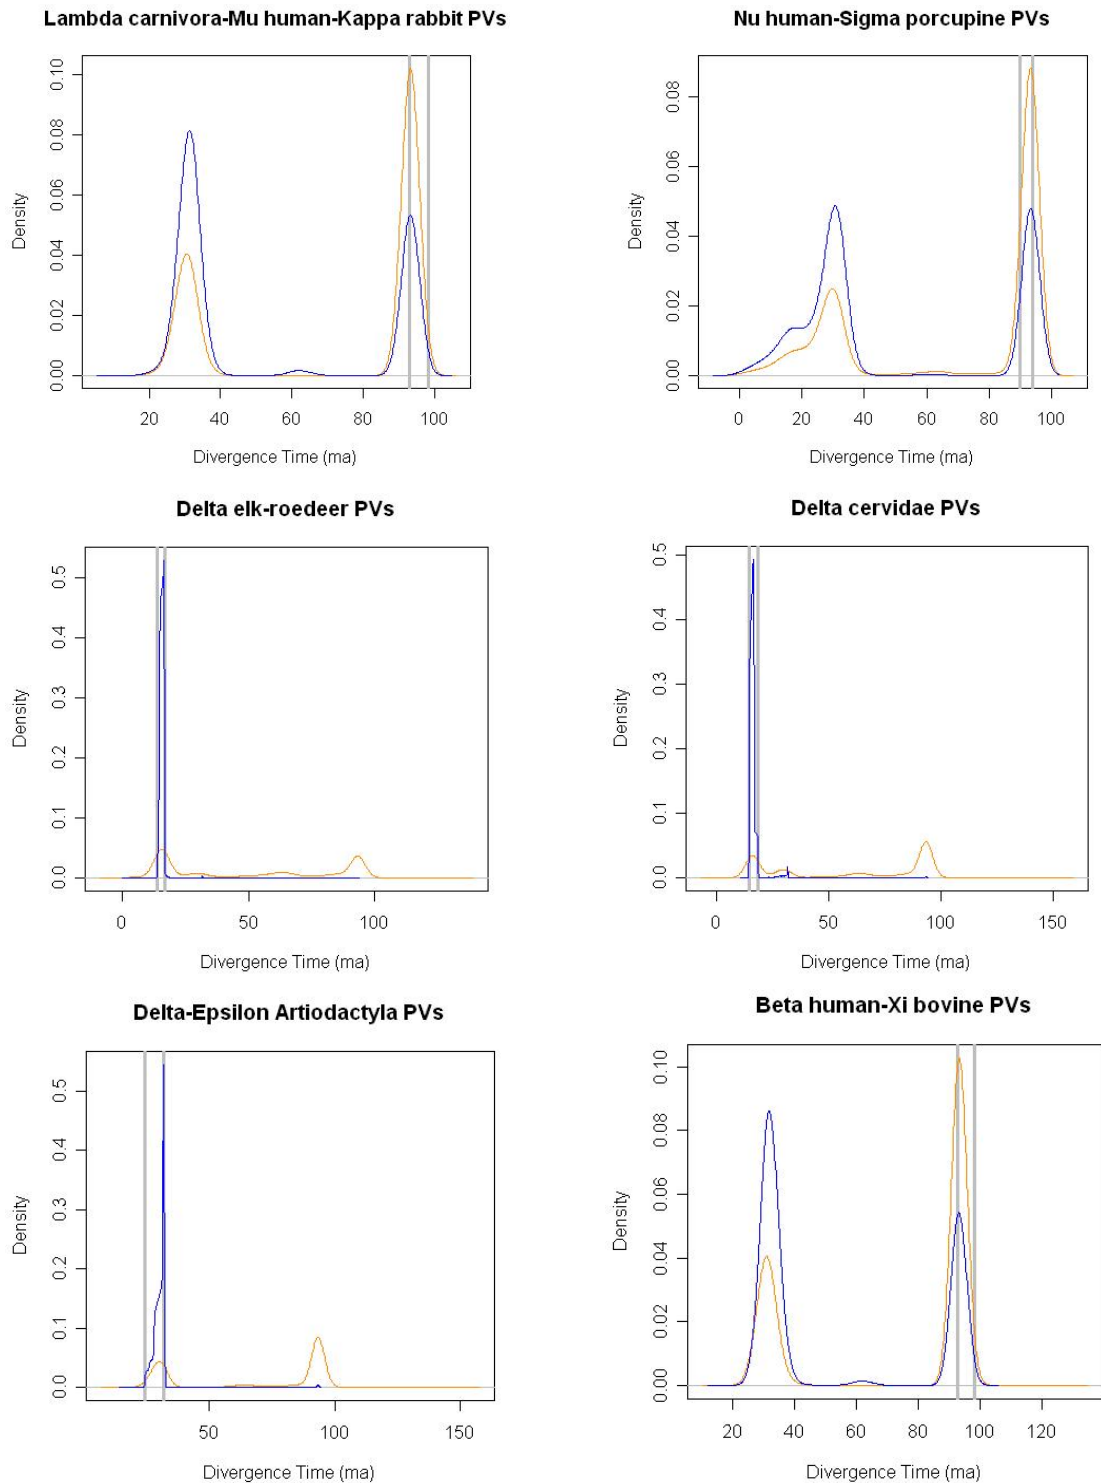 Lambda carnivora-Mu human-Kappa rabbit PVs
Density
0.00 0.02 0.04 0.06 0.08 0.10
20 40 60 80 100
Divergence Time (ma)
Nu human-Sigma porcupine PVs
Density
0.00 0.02 0.04 0.06 0.08
0 20 40 60 80 100
Divergence Time (ma)
Delta elk-roedeer PVs
Density
0.0 0.1 0.2 0.3 0.4 0.5
0 50 100
Divergence Time (ma)
Delta cervidae PVs
Density
0.0 0.1 0.2 0.3 0.4 0.5
0 50 100 150
Divergence Time (ma)
Delta-Epsilon Artiodactyla PVs
Density
0.0 0.1 0.2 0.3 0.4 0.5
50 100 150
Divergence Time (ma)
Beta human-Xi bovine PVs
Density
0.00 0.02 0.04 0.06 0.08 0.10
20 40 60 80 100 120
Divergence Time (ma)